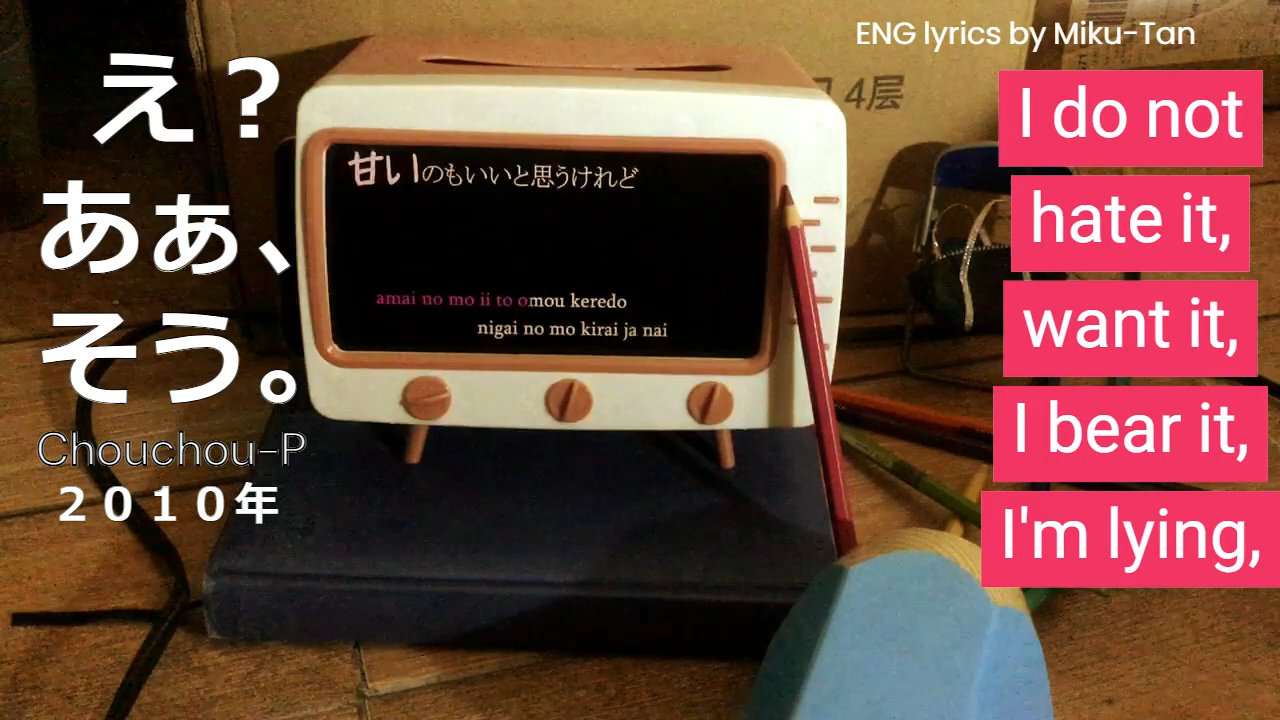 え？
あぁ、
そう。
Chouchou-P
２０１０年
甘いのもいいと思うけれど
amai no mo ii to omou keredo
nigai no mo kirai ja nai
4层
ENG lyrics by Miku-Tan
I do not
hate it,
want it,
I bear it,
I'm lying,